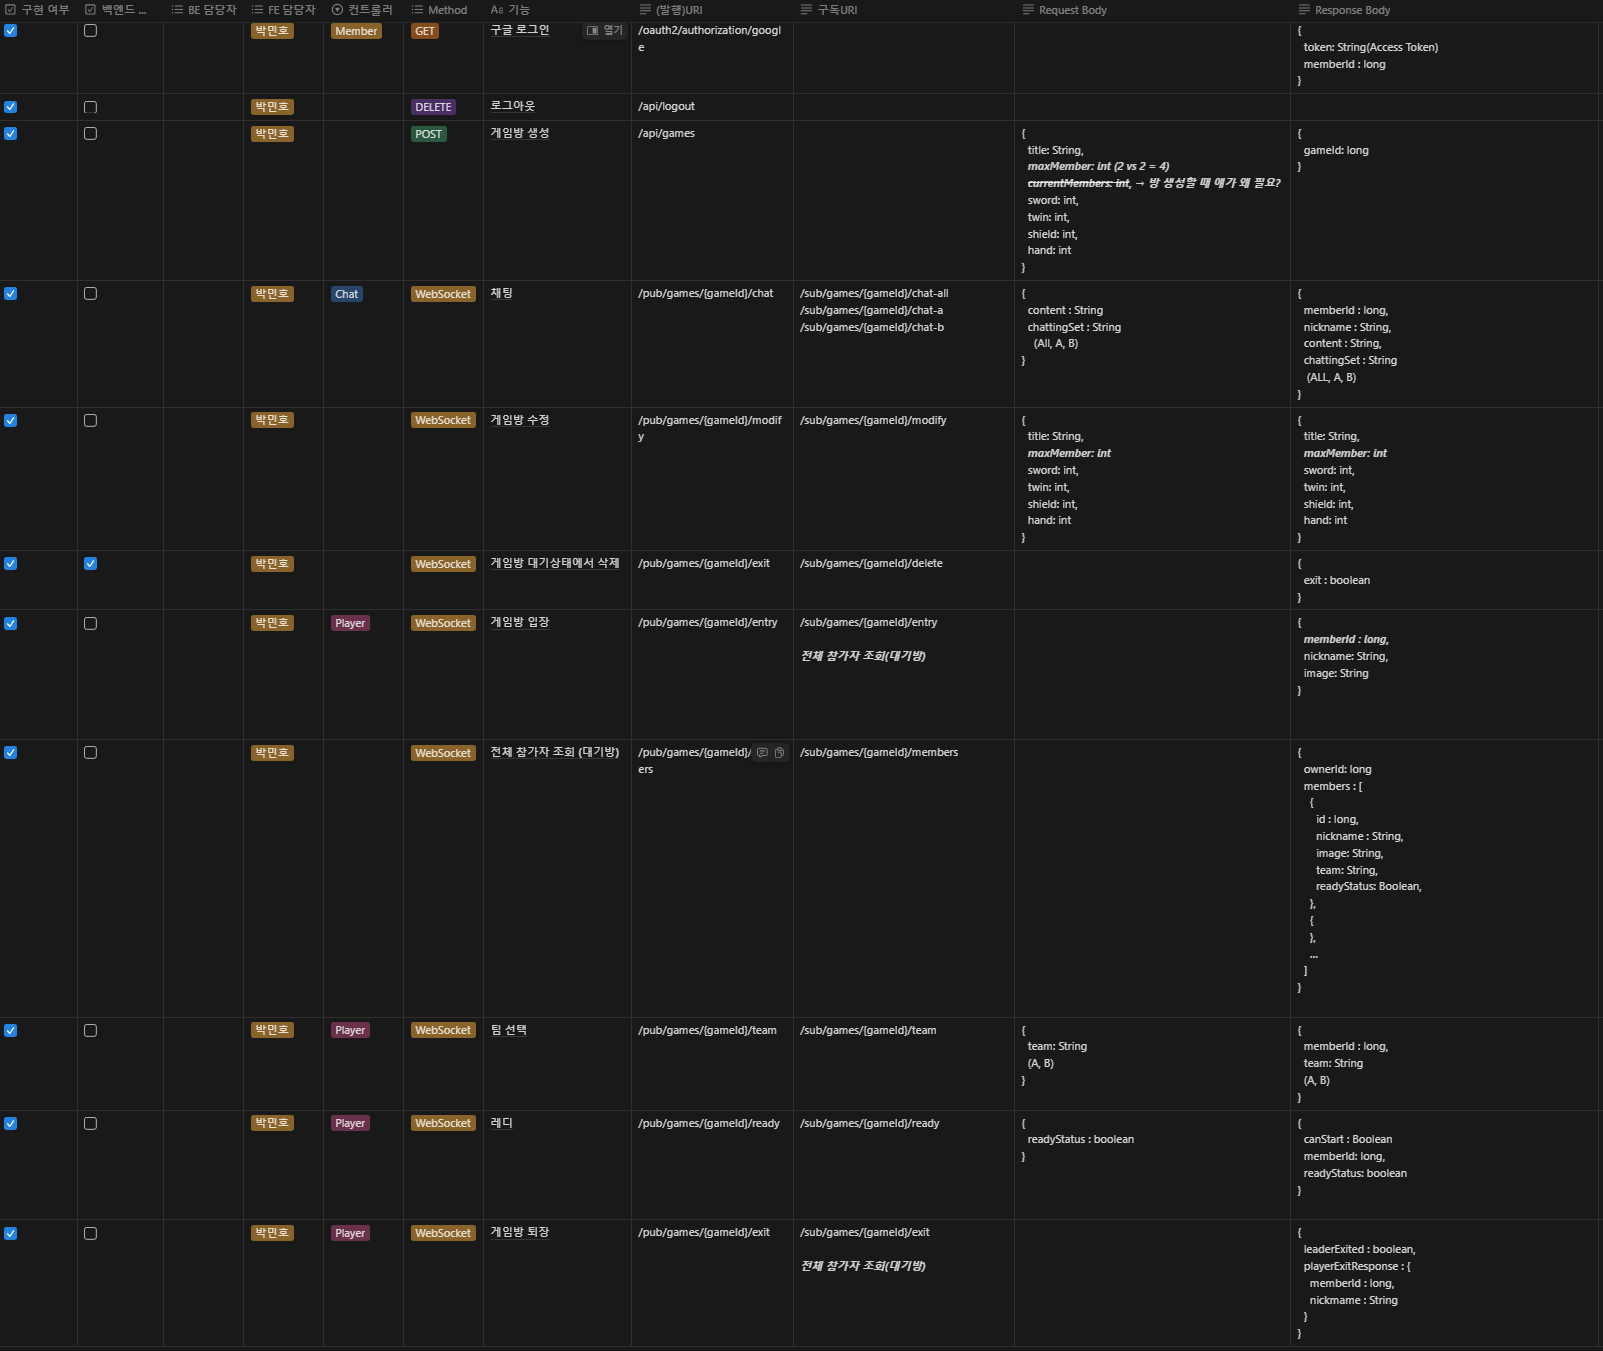 구현 여부
백엔드 ...
BE 담당자
FE 담당자
컨트롤러
Method
Aa 기능
(발행)URI
구독URI
Request Body
Response Body
박민호
Member
GET
구글 로그인
열기
/oauth2/authorization/googl
e
{
token: String(Access Token)
memberId : long
}
박민호
DELETE
로그아웃
/api/logout
박민호
POST
게임방 생성
/api/games
{
title: String,
maxMember: int (2 vs 2 = 4)
currentMembers: int, → 방 생성할 때 얘가 왜 필요?
sword: int,
twin: int,
shield: int,
hand: int
}
{
gameId: long
}
박민호
Chat
WebSocket
채팅
/pub/games/{gameId}/chat
/sub/games/{gameId}/chat-all
/sub/games/{gameId}/chat-a
/sub/games/{gameId}/chat-b
{
content : String
chattingSet : String
(All, A, B)
}
{
memberId : long,
nickname : String,
content : String,
chattingSet : String
(ALL, A, B)
}
박민호
WebSocket
게임방 수정
/pub/games/{gameId}/modif
y
/sub/games/{gameId}/modify
{
title: String,
maxMember: int
sword: int,
twin: int,
shield: int,
hand: int
}
{
title: String,
maxMember: int
sword: int,
twin: int,
shield: int,
hand: int
}
박민호
WebSocket
게임방 대기상태에서 삭제
/pub/games/{gameId}/exit
/sub/games/{gameId}/delete
{
exit : boolean
}
박민호
Player
WebSocket
게임방 입장
/pub/games/{gameId}/entry
/sub/games/{gameId}/entry
전체 참가자 조회(대기방)
{
memberId : long,
nickname: String,
image: String
}
박민호
WebSocket
전체 참가자 조회 (대기방)
/pub/games/{gameId}/
ers
/sub/games/{gameId}/members
{
ownerId: long
members : [
{
id : long,
nickname : String,
image: String,
team: String,
readyStatus: Boolean,
},
{
},
...
]
}
박민호
Player
WebSocket
팀 선택
/pub/games/{gameId}/team
/sub/games/{gameId}/team
{
team: String
(A, B)
}
{
memberId : long,
team: String
(A, B)
}
박민호
Player
WebSocket
레디
/pub/games/{gameId}/ready
/sub/games/{gameId}/ready
{
readyStatus : boolean
}
{
canStart : Boolean
memberId: long,
readyStatus: boolean
}
박민호
Player
WebSocket
게임방 퇴장
/pub/games/{gameId}/exit
/sub/games/{gameId}/exit
전체 참가자 조회(대기방)
{
leaderExited : boolean,
playerExitResponse : {
memberId : long,
nickmame : String
}
}